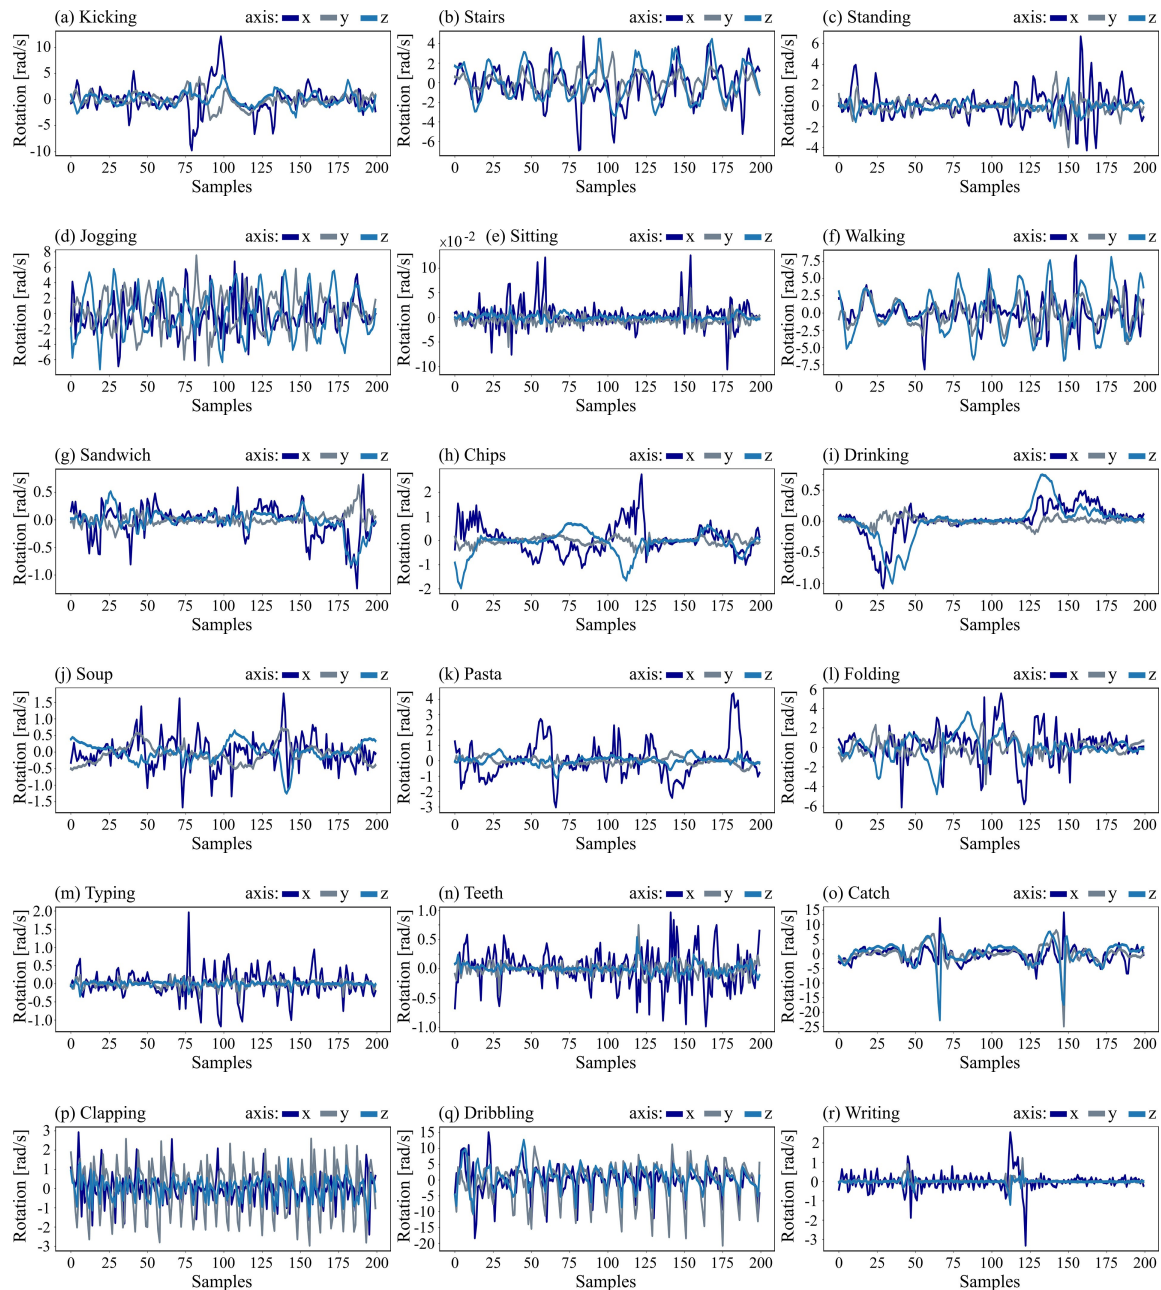 (a) Kicking axis: x y z
Rotation [rad/s]
10
5
0
-5
-10
0 25 50 75 100 125 150 175 200
Samples
(b) Stairs axis: x y z
Rotation [rad/s]
4
2
0
-2
-4
-6
0 25 50 75 100 125 150 175 200
Samples
(c) Standing axis: x y z
Rotation [rad/s]
6
4
2
0
-2
-4
0 25 50 75 100 125 150 175 200
Samples
(d) Jogging axis: x y z
Rotation [rad/s]
8
6
4
2
0
-2
-4
-6
0 25 50 75 100 125 150 175 200
Samples
×10-2 (e) Sitting axis: x y z
Rotation [rad/s]
10
5
0
-5
-10
0 25 50 75 100 125 150 175 200
Samples
(f) Walking axis: x y z
Rotation [rad/s]
7.5
5.0
2.5
0.0
-2.5
-5.0
-7.5
0 25 50 75 100 125 150 175 200
Samples
(g) Sandwich axis: x y z
Rotation [rad/s]
0.5
0.0
-0.5
-1.0
0 25 50 75 100 125 150 175 200
Samples
(h) Chips axis: x y z
Rotation [rad/s]
2
1
0
-1
-2
0 25 50 75 100 125 150 175 200
Samples
(i) Drinking axis: x y z
Rotation [rad/s]
0.5
0.0
-0.5
-1.0
0 25 50 75 100 125 150 175 200
Samples
(j) Soup axis: x y z
Rotation [rad/s]
1.5
1.0
0.5
0.0
-0.5
-1.0
-1.5
0 25 50 75 100 125 150 175 200
Samples
(k) Pasta axis: x y z
Rotation [rad/s]
4
3
2
1
0
-1
-2
-3
0 25 50 75 100 125 150 175 200
Samples
(l) Folding axis: x y z
Rotation [rad/s]
6
4
2
0
-2
-4
-6
0 25 50 75 100 125 150 175 200
Samples
(m) Typing axis: x y z
Rotation [rad/s]
2.0
1.5
1.0
0.5
0.0
-0.5
-1.0
0 25 50 75 100 125 150 175 200
Samples
(n) Teeth axis: x y z
Rotation [rad/s]
1.0
0.5
0.0
-0.5
-1.0
0 25 50 75 100 125 150 175 200
Samples
(o) Catch axis: x y z
Rotation [rad/s]
15
10
5
0
-5
-10
-15
-20
-25
0 25 50 75 100 125 150 175 200
Samples
(p) Clapping axis: x y z
Rotation [rad/s]
3
2
1
0
-1
-2
-3
0 25 50 75 100 125 150 175 200
Samples
(q) Dribbling axis: x y z
Rotation [rad/s]
15
10
5
0
-5
-10
-15
-20
0 25 50 75 100 125 150 175 200
Samples
(r) Writing axis: x y z
Rotation [rad/s]
2
1
0
-1
-2
-3
0 25 50 75 100 125 150 175 200
Samples